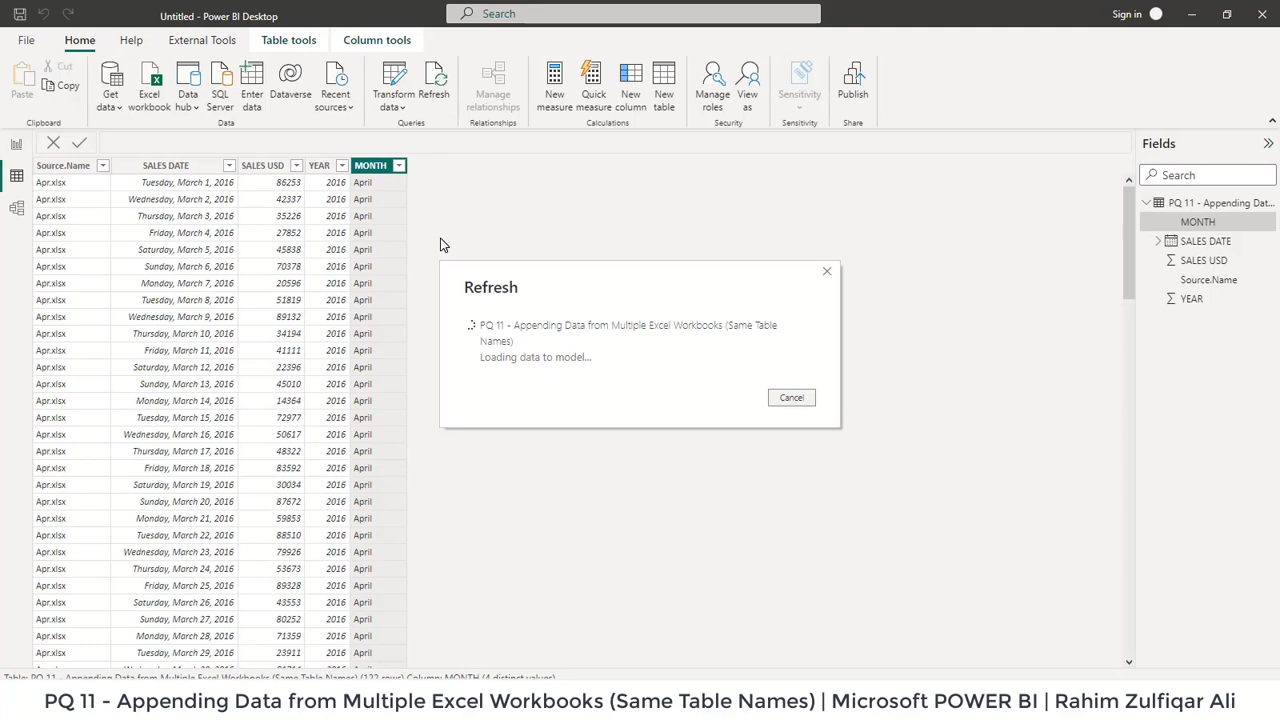 Untitled - Power BI Desktop
Search
Sign in
File Home Help External Tools Table tools Column tools
Paste
Cut
Copy
Get data
Excel workbook
Data hub
SQL Server
Enter data
Dataverse
Recent sources
Transform data
Refresh
Manage relationships
New measure
Quick measure
New column
New table
Manage roles
View as
Sensitivity
Publish
Clipboard Data Queries Relationships Calculations Security Sensitivity Share
Source.Name SALES DATE SALES USD YEAR MONTH
Apr.xlsx Tuesday, March 1, 2016 86253 2016 April
Apr.xlsx Wednesday, March 2, 2016 42337 2016 April
Apr.xlsx Thursday, March 3, 2016 35226 2016 April
Apr.xlsx Friday, March 4, 2016 27852 2016 April
Apr.xlsx Saturday, March 5, 2016 45838 2016 April
Apr.xlsx Sunday, March 6, 2016 70378 2016 April
Apr.xlsx Monday, March 7, 2016 20596 2016 April
Apr.xlsx Tuesday, March 8, 2016 51819 2016 April
Apr.xlsx Wednesday, March 9, 2016 89132 2016 April
Apr.xlsx Thursday, March 10, 2016 34194 2016 April
Apr.xlsx Friday, March 11, 2016 41111 2016 April
Apr.xlsx Saturday, March 12, 2016 22396 2016 April
Apr.xlsx Sunday, March 13, 2016 45010 2016 April
Apr.xlsx Monday, March 14, 2016 14364 2016 April
Apr.xlsx Tuesday, March 15, 2016 72977 2016 April
Apr.xlsx Wednesday, March 16, 2016 50617 2016 April
Apr.xlsx Thursday, March 17, 2016 48322 2016 April
Apr.xlsx Friday, March 18, 2016 83592 2016 April
Apr.xlsx Saturday, March 19, 2016 30034 2016 April
Apr.xlsx Sunday, March 20, 2016 87672 2016 April
Apr.xlsx Monday, March 21, 2016 59853 2016 April
Apr.xlsx Tuesday, March 22, 2016 88510 2016 April
Apr.xlsx Wednesday, March 23, 2016 79926 2016 April
Apr.xlsx Thursday, March 24, 2016 53673 2016 April
Apr.xlsx Friday, March 25, 2016 89328 2016 April
Apr.xlsx Saturday, March 26, 2016 43553 2016 April
Apr.xlsx Sunday, March 27, 2016 80252 2016 April
Apr.xlsx Monday, March 28, 2016 71359 2016 April
Apr.xlsx Tuesday, March 29, 2016 23911 2016 April
Refresh
PQ 11 - Appending Data from Multiple Excel Workbooks (Same Table
Names)
Loading data to model...
Cancel
Fields
Search
PQ 11 - Appending Dat...
MONTH
SALES DATE
SALES USD
Source.Name
YEAR
Table: PQ 11 - Appending Data from Multiple Excel Workbooks (Same Table Names) (122 rows) Column: MONTH (4 distinct values)
PQ 11 - Appending Data from Multiple Excel Workbooks (Same Table Names) | Microsoft POWER BI | Rahim Zulfiqar Ali